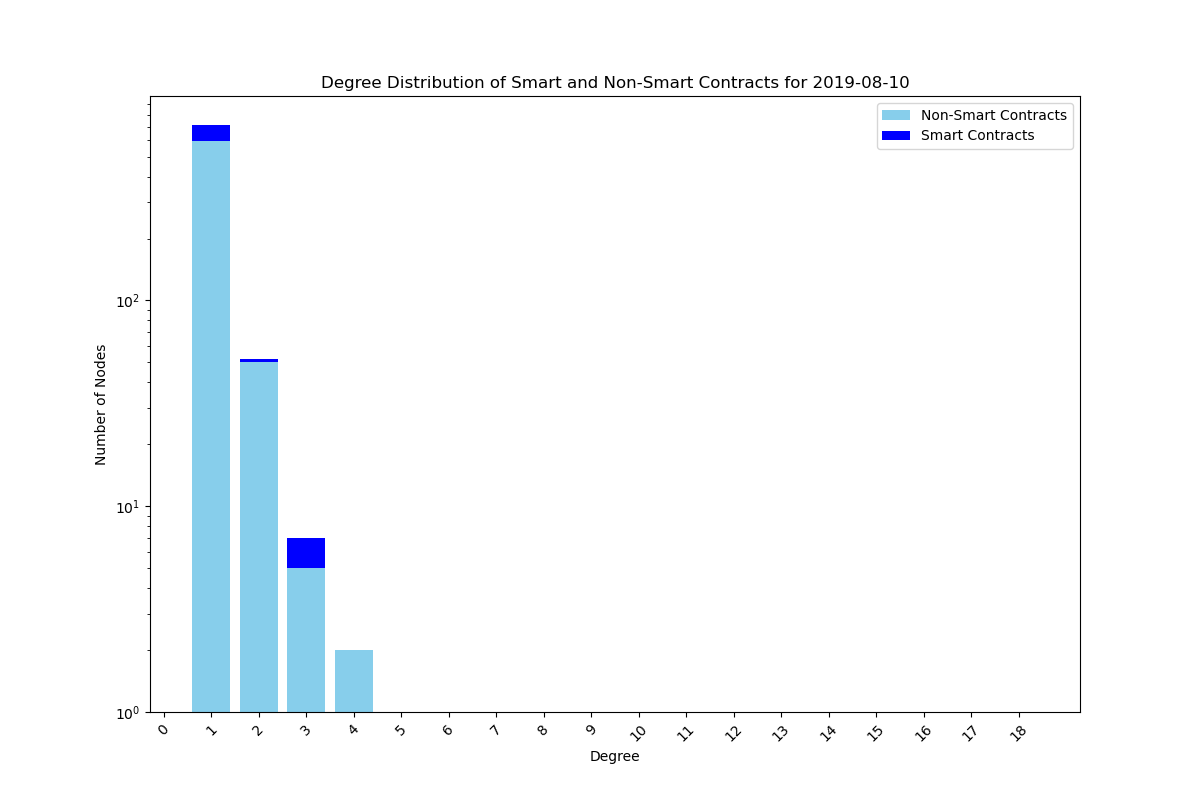 Degree Distribution of Smart and Non-Smart Contracts for 2019-08-10
Non-Smart Contracts
Smart Contracts
Number of Nodes
10²
10¹
10⁰
0 1 2 3 4 5 6 7 8 9 10 11 12 13 14 15 16 17 18
Degree